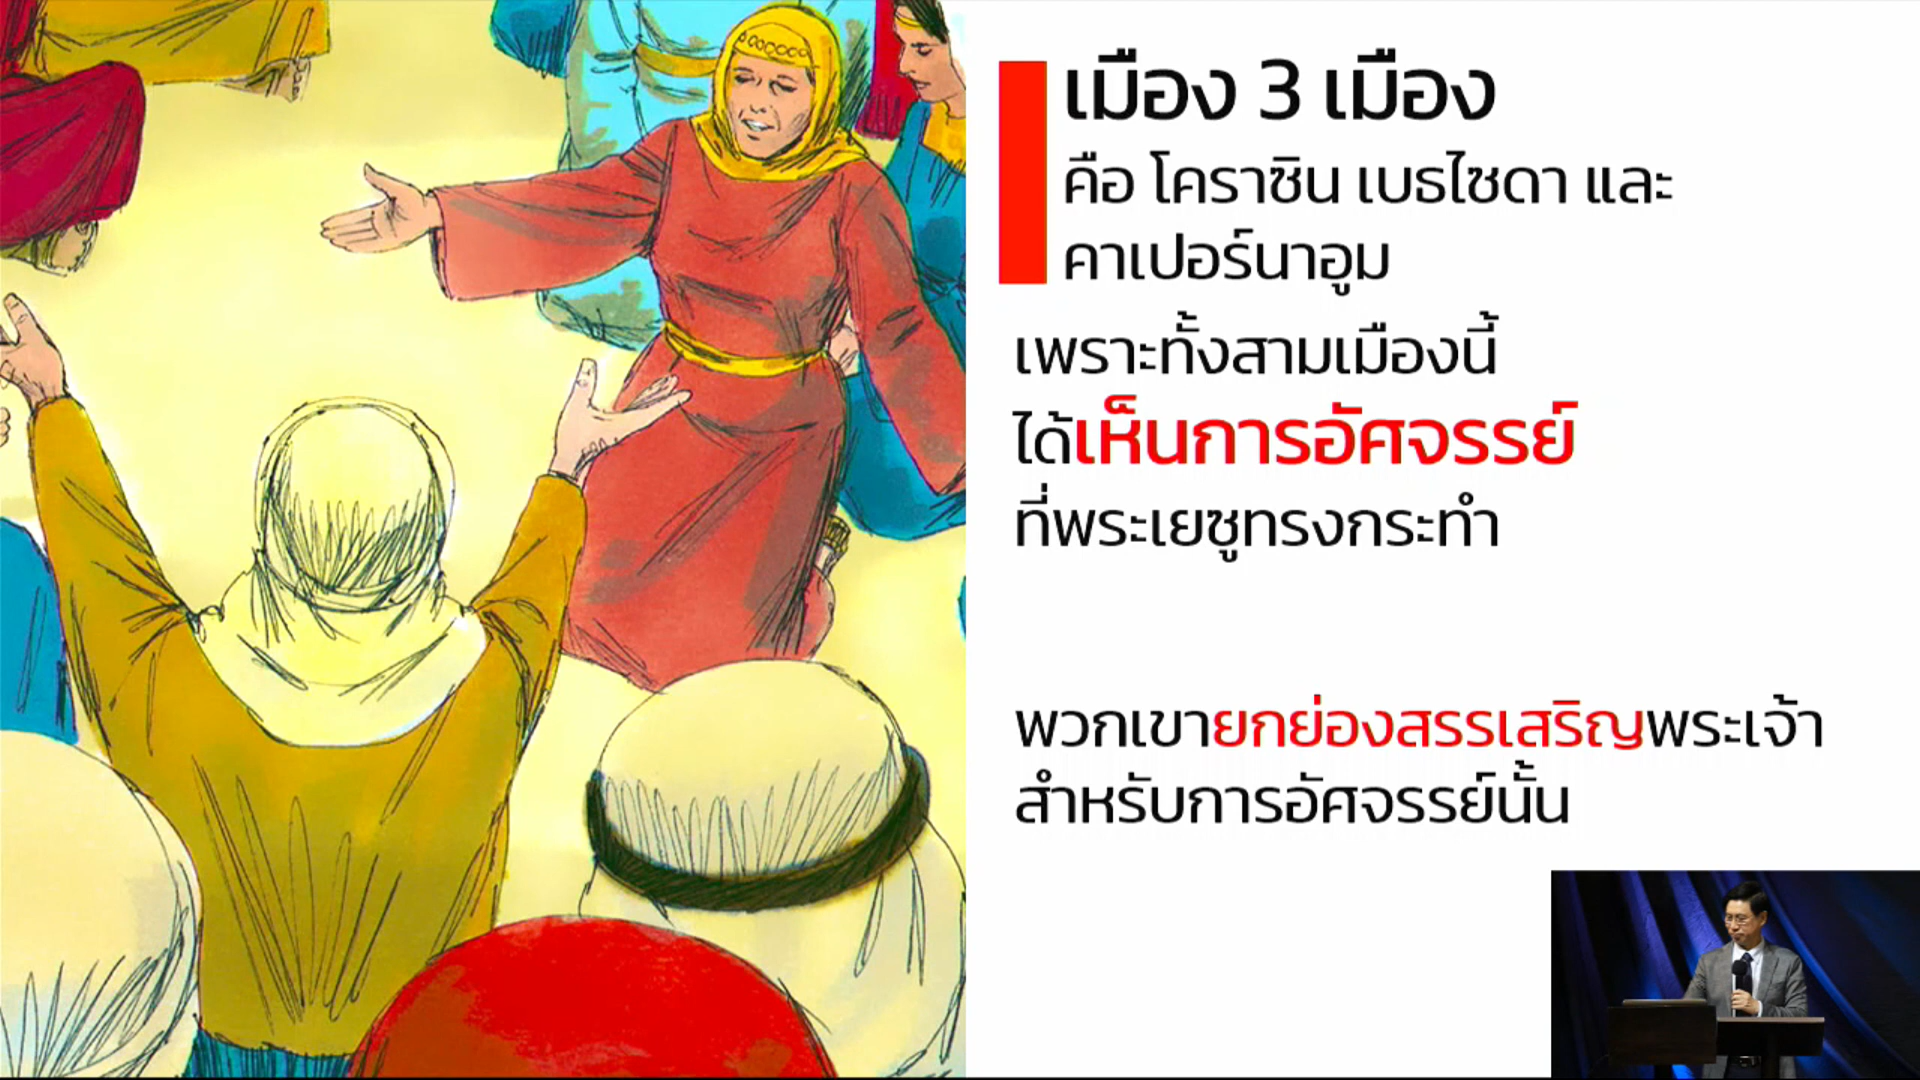 เมือง 3 เมือง
คือ โคราซิน เบธไซดา และ
คาเปอร์นาอูม
เพราะทั้งสามเมืองนี้
ได้เห็นการอัศจรรย์
ที่พระเยซูทรงกระทำ
พวกเขายกย่องสรรเสริญพระเจ้า
สำหรับการอัศจรรย์นั้น